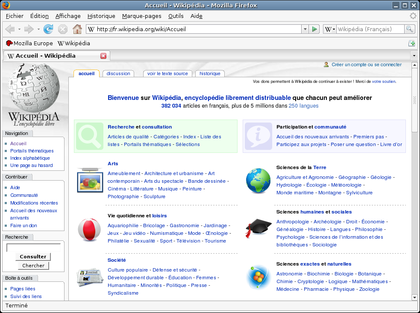 Accueil - Wikipédia - Mozilla Firefox
Fichier Édition Affichage Historique Marque-pages Outils Aide
http://fr.wikipedia.org/wiki/Accueil
Wikipédia (Français)
Mozilla Europe Wikipédia
Accueil - Wikipédia
Créer un compte ou se connecter
accueil discussion voir le texte source historique
Vos dons permettent à Wikipédia de continuer à exister ! Merci de votre soutien.
WIKIPÉDIA
L'encyclopédie libre
Bienvenue sur Wikipédia, encyclopédie librement distribuable que chacun peut améliorer
382 034 articles en français, plus de 5 millions dans 250 langues
Navigation
Accueil
Portails thématiques
Index alphabétique
Une page au hasard
Contribuer
Aide
Communauté
Modifications récentes
Accueil des nouveaux arrivants
Faire un don
Recherche
Consulter
Chercher
Boîte à outils
Pages liées
Suivi des liens
Recherche et consultation
Articles de qualité - Catégories - Index - Liste des
listes - Portails thématiques - Sélections
Participation et communauté
Accueil des nouveaux arrivants - Premiers pas -
Participez aux projets - Poser une question - Livre d'or
Arts
Ameublement - Architecture et urbanisme - Art
contemporain - Arts du spectacle - Bande dessinée -
Cinéma - Littérature - Musique - Peinture -
Photographie - Sculpture
Sciences de la Terre
Agriculture et Agronomie - Géographie - Géologie -
Hydrologie - Écologie - Météorologie -
Monde maritime - Montagne - Sylviculture
Vie quotidienne et loisirs
Aquariophilie - Bricolage - Gastronomie - Jardinage -
Jeux - Jeu vidéo - Numismatique - Mode - Œnologie -
Philatélie - Sexualité - Sport - Télévision - Tourisme
Sciences humaines et sociales
Anthropologie - Archéologie - Droit - Économie -
Généalogie - Histoire - Langues - Philosophie -
Psychologie - Sciences de l'information et des
bibliothèques - Sociologie
Société
Culture populaire - Défense et sécurité -
Développement durable - Éducation - Femmes -
Humanitaire - Minorités - Politique - Presse -
Syndicalisme
Sciences exactes et naturelles
Astronomie - Biochimie - Biologie - Botanique -
Chimie - Cryptologie - Logique - Mathématiques -
Médecine - Pharmacie - Physique - Zoologie
Terminé